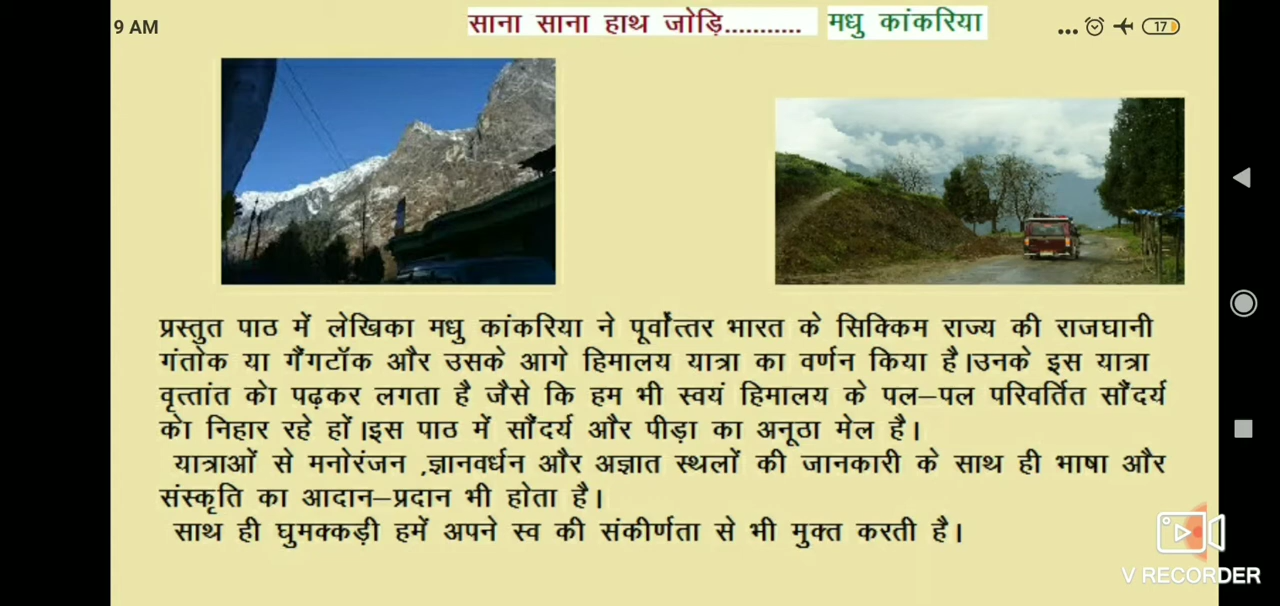 9 AM
साना साना हाथ जोड़ि........... मधु कांकरिया
17
प्रस्तुत पाठ में लेखिका मधु कांकरिया ने पूर्वोत्तर भारत के सिक्किम राज्य की राजघानी
गंतोक या गैंगटॉक और उसके आगे हिमालय यात्रा का वर्णन किया है।उनके इस यात्रा
वृत्तांत को पढ़कर लगता है जैसे कि हम भी स्वयं हिमालय के पल–पल परिवर्तित सौंदर्य
को निहार रहे हों।इस पाठ में सौंदर्य और पीड़ा का अनूठा मेल है।
यात्राओं से मनोरंजन ,ज्ञानवर्धन और अज्ञात स्थलों की जानकारी के साथ ही भाषा और
संस्कृति का आदान–प्रदान भी होता है।
साथ ही घुमक्कड़ी हमें अपने स्व की संकीर्णता से भी मुक्त करती है।
V RECORDER